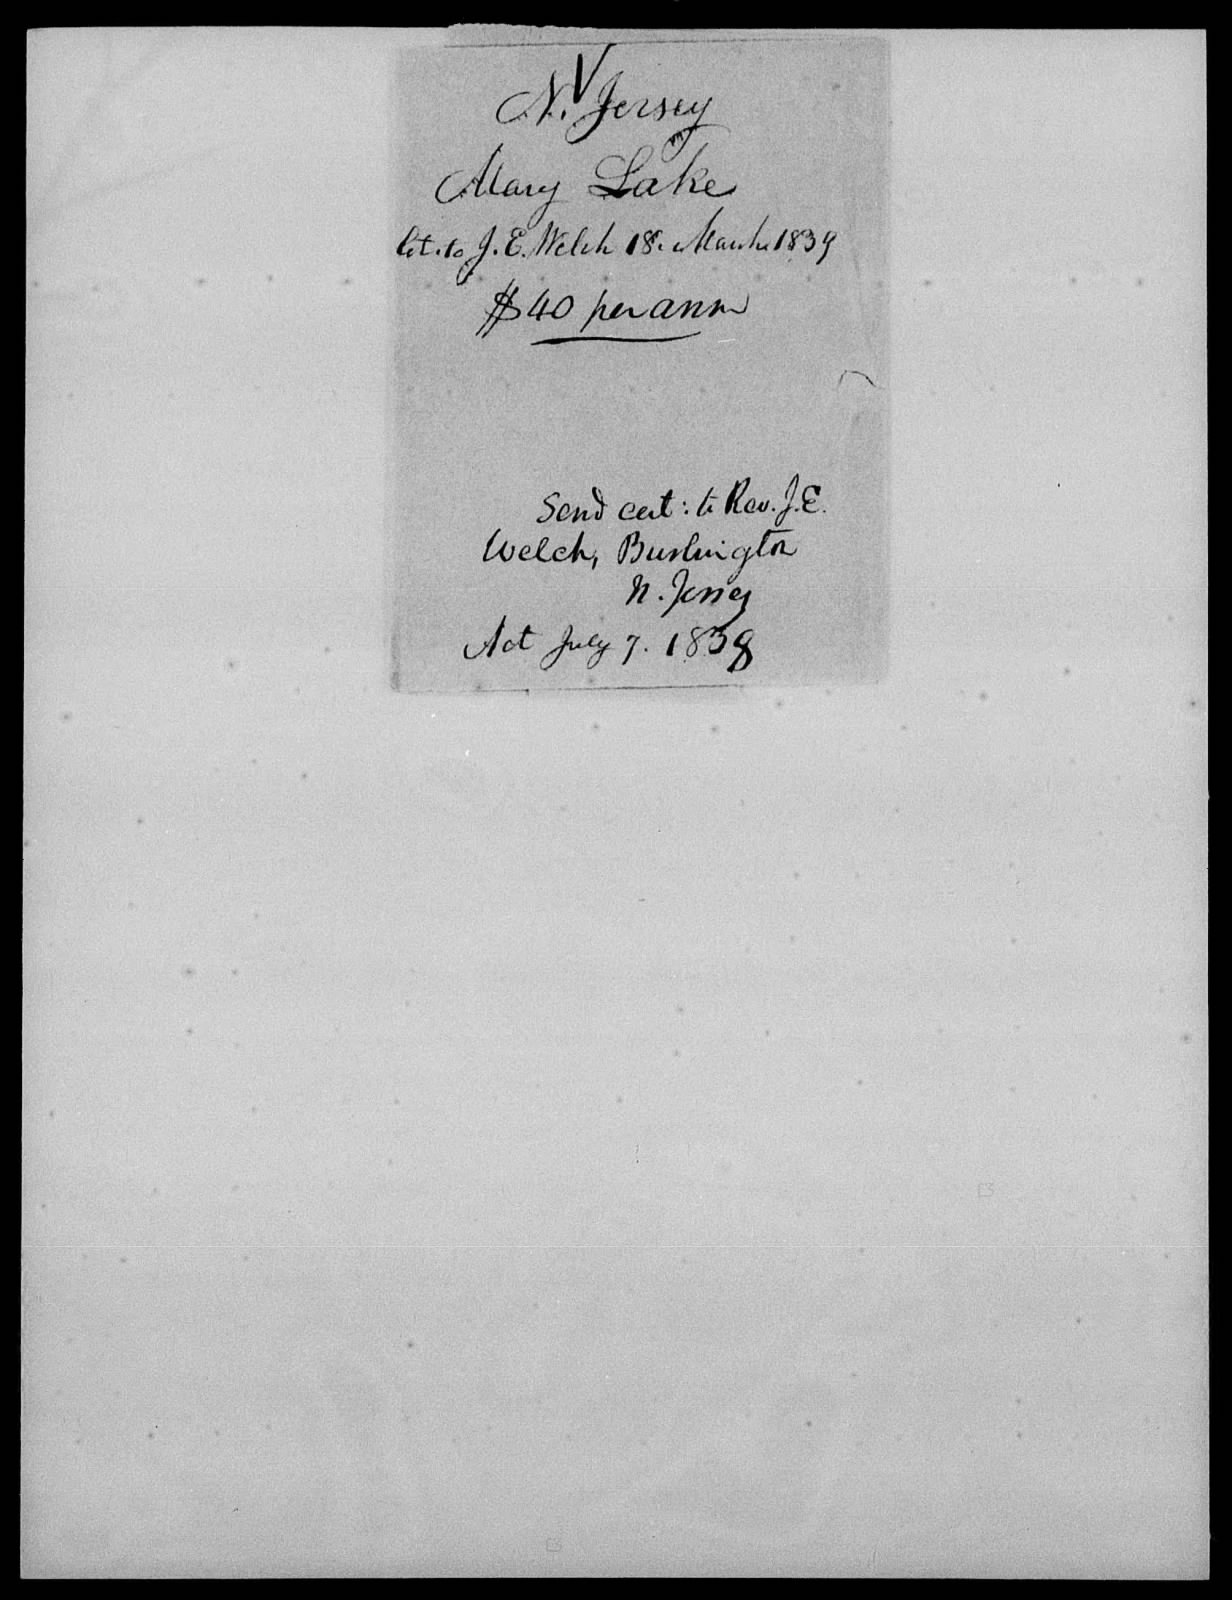 N. Jersey
Mary Lake
let. to J. E. Welch 18. March 1839
$40 per ann
Send cert: to Rev. J. E.
Welch, Burlington
N. Jersey
Act July 7. 1838